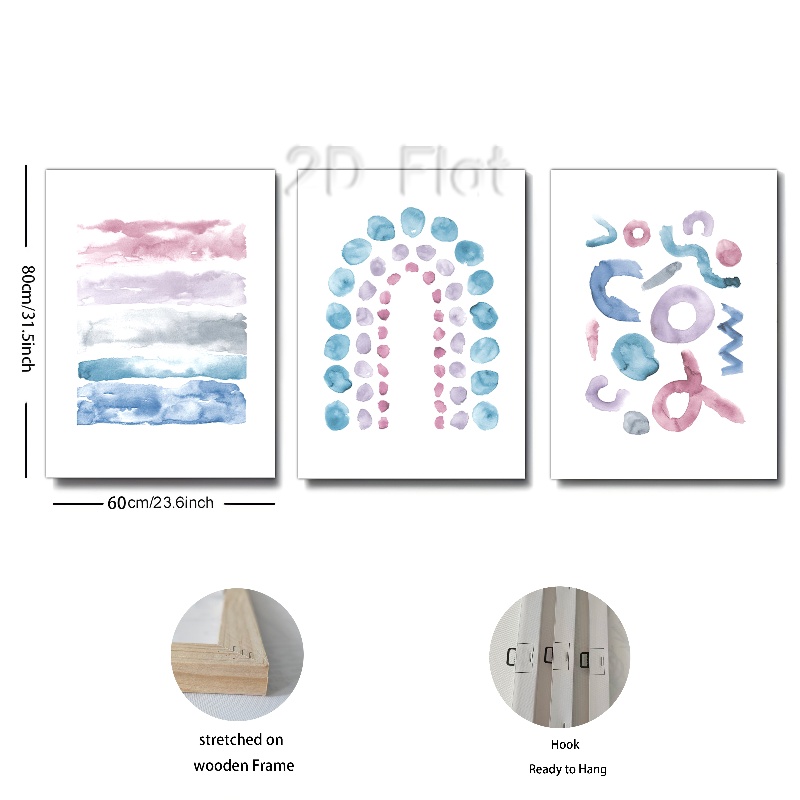 2D Flat
80cm/31.5inch
60cm/23.6inch
stretched on
wooden Frame
Hook
Ready to Hang